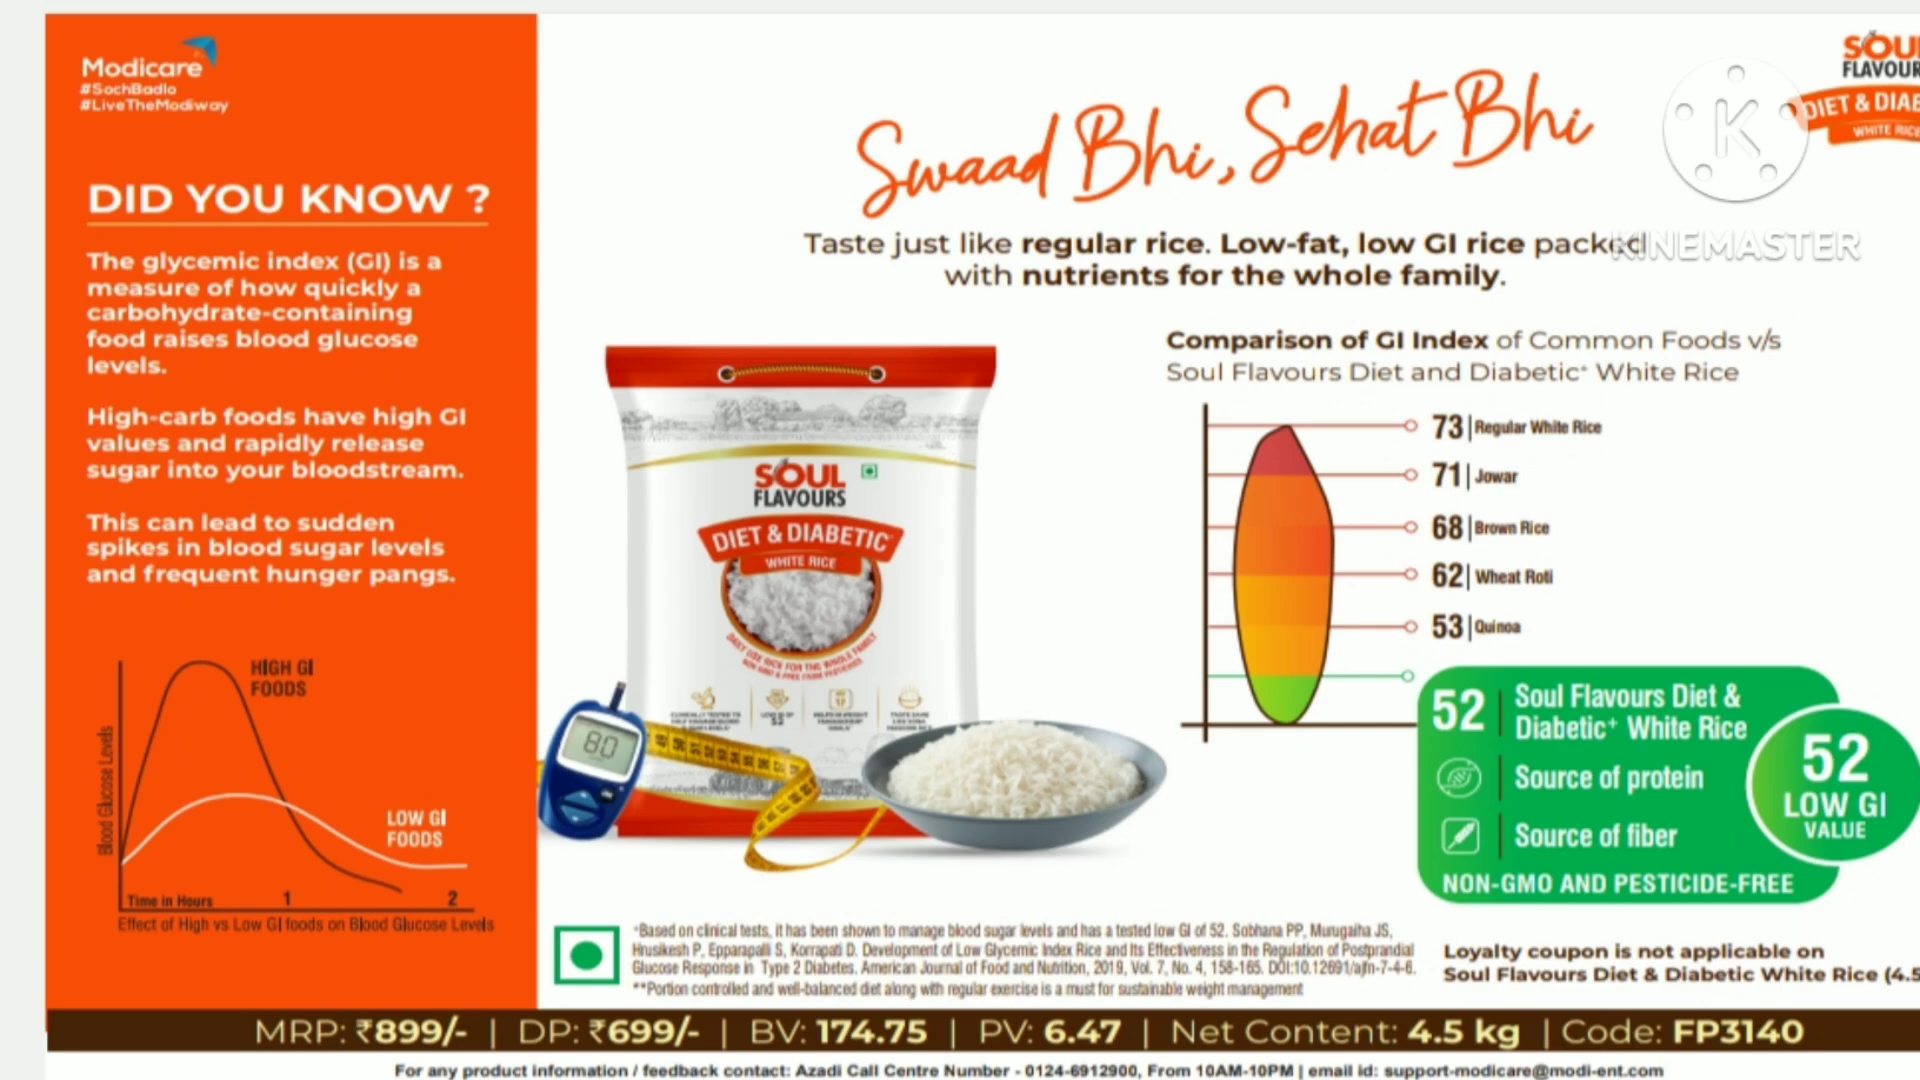 Modicare
#SochBadlo
#LiveTheModiway
DID YOU KNOW ?
The glycemic index (GI) is a
measure of how quickly a
carbohydrate-containing
food raises blood glucose
levels.
High-carb foods have high GI
values and rapidly release
sugar into your bloodstream.
This can lead to sudden
spikes in blood sugar levels
and frequent hunger pangs.
HIGH GI
FOODS
LOW GI
FOODS
Blood Glucose Levels
Time in Hours 1 2
Effect of High vs Low GI foods on Blood Glucose Levels
Swaad Bhi, Sehat Bhi
Taste just like regular rice. Low-fat, low GI rice packed
with nutrients for the whole family.
SOUL
FLAVOURS
DIET & DIABETIC
WHITE RICE
DAILY USE RICE FOR THE WHOLE FAMILY
NON GMO & FREE FROM PESTICIDES
80
Comparison of GI Index of Common Foods v/s
Soul Flavours Diet and Diabetic+ White Rice
73 | Regular White Rice
71 | Jowar
68 | Brown Rice
62 | Wheat Roti
53 | Quinoa
52 | Soul Flavours Diet &
Diabetic+ White Rice
Source of protein
Source of fiber
NON-GMO AND PESTICIDE-FREE
52
LOW GI
VALUE
SOU
FLAVOUR
DIET & DIAB
WHITE RICE
K
KINEMASTER
+Based on clinical tests, it has been shown to manage blood sugar levels and has a tested low GI of 52. Sobhana PP, Murugaiha JS,
Hrusikesh P, Epparapalli S, Korrapati D. Development of Low Glycemic Index Rice and Its Effectiveness in the Regulation of Postprandial
Glucose Response in Type 2 Diabetes. American Journal of Food and Nutrition, 2019, Vol. 7, No. 4, 158-165. DOI:10.12691/ajfn-7-4-6.
**Portion controlled and well-balanced diet along with regular exercise is a must for sustainable weight management
Loyalty coupon is not applicable on
Soul Flavours Diet & Diabetic White Rice (4.5
MRP: ₹899/- | DP: ₹699/- | BV: 174.75 | PV: 6.47 | Net Content: 4.5 kg | Code: FP3140
For any product information / feedback contact: Azadi Call Centre Number - 0124-6912900, From 10AM-10PM | email id: support-modicare@modi-ent.com